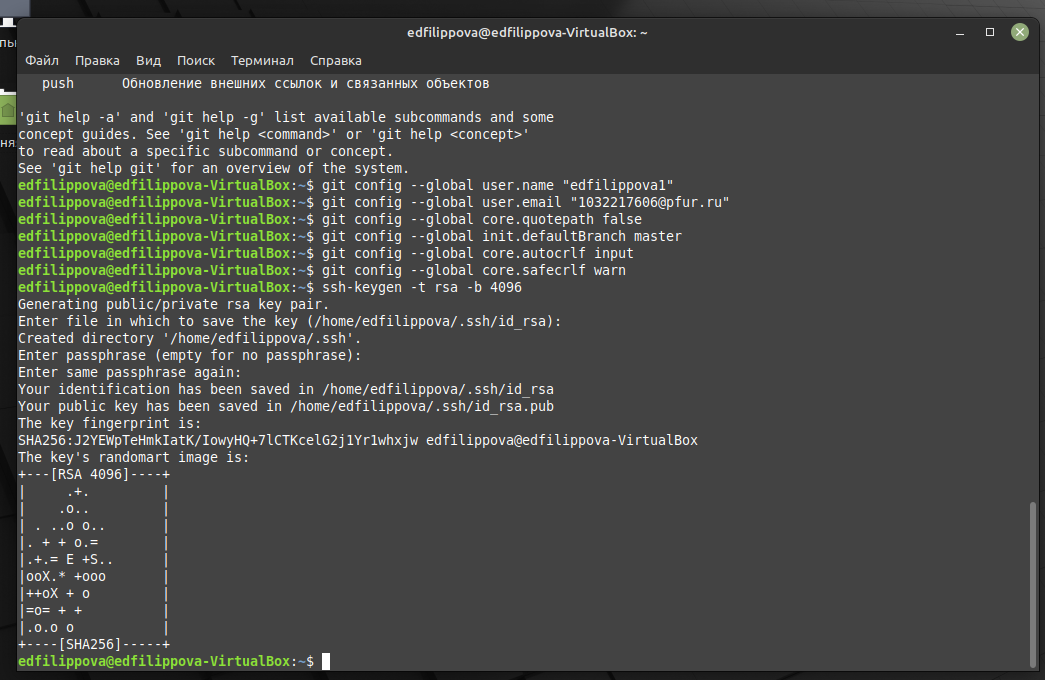 edfilippova@edfilippova-VirtualBox: ~
Файл Правка Вид Поиск Терминал Справка
   push      Обновление внешних ссылок и связанных объектов
'git help -a' and 'git help -g' list available subcommands and some
concept guides. See 'git help <command>' or 'git help <concept>'
to read about a specific subcommand or concept.
See 'git help git' for an overview of the system.
edfilippova@edfilippova-VirtualBox:~$ git config --global user.name "edfilippova1"
edfilippova@edfilippova-VirtualBox:~$ git config --global user.email "1032217606@pfur.ru"
edfilippova@edfilippova-VirtualBox:~$ git config --global core.quotepath false
edfilippova@edfilippova-VirtualBox:~$ git config --global init.defaultBranch master
edfilippova@edfilippova-VirtualBox:~$ git config --global core.autocrlf input
edfilippova@edfilippova-VirtualBox:~$ git config --global core.safecrlf warn
edfilippova@edfilippova-VirtualBox:~$ ssh-keygen -t rsa -b 4096
Generating public/private rsa key pair.
Enter file in which to save the key (/home/edfilippova/.ssh/id_rsa):
Created directory '/home/edfilippova/.ssh'.
Enter passphrase (empty for no passphrase):
Enter same passphrase again:
Your identification has been saved in /home/edfilippova/.ssh/id_rsa
Your public key has been saved in /home/edfilippova/.ssh/id_rsa.pub
The key fingerprint is:
SHA256:J2YEWpTeHmkIatK/IowyHQ+7lCTKcelG2j1Yr1whxjw edfilippova@edfilippova-VirtualBox
The key's randomart image is:
+---[RSA 4096]----+
|     .+.         |
|    .o..         |
| . ..o o..       |
|. + + o.=        |
|.+.= E +S..      |
|ooX.* +ooo       |
|++oX + o         |
|=o= + +          |
|.o.o o           |
+----[SHA256]-----+
edfilippova@edfilippova-VirtualBox:~$